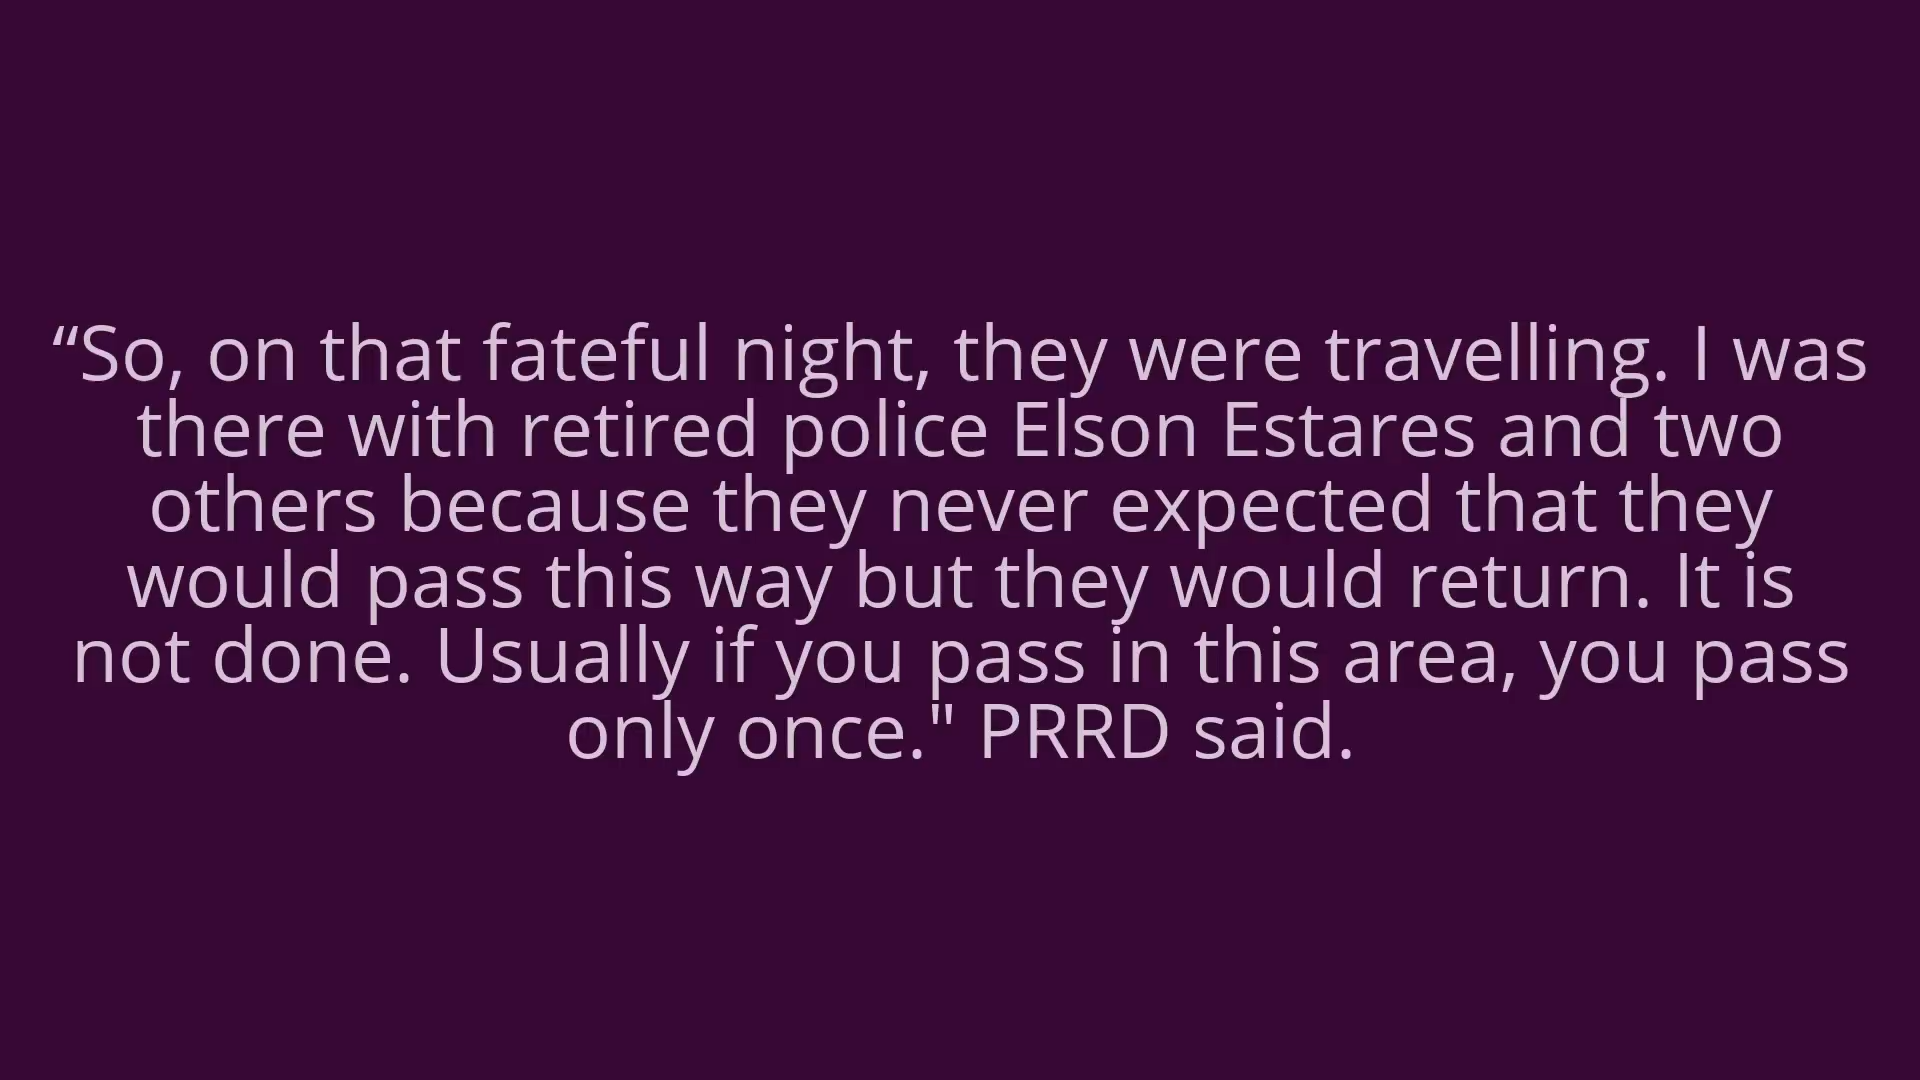 “So, on that fateful night, they were travelling. I was
there with retired police Elson Estares and two
others because they never expected that they
would pass this way but they would return. It is
not done. Usually if you pass in this area, you pass
only once." PRRD said.